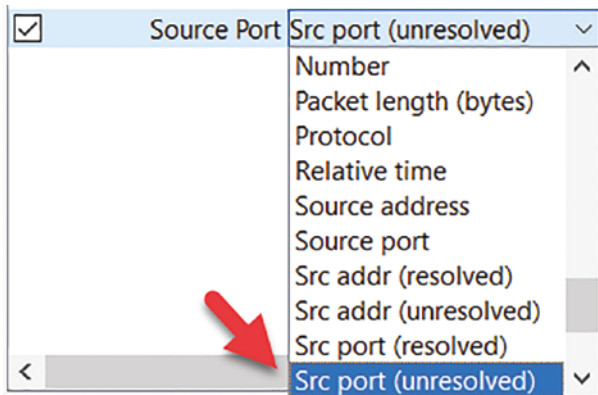 Source Port Src port (unresolved)
Number
Packet length (bytes)
Protocol
Relative time
Source address
Source port
Src addr (resolved)
Src addr (unresolved)
Src port (resolved)
Src port (unresolved)